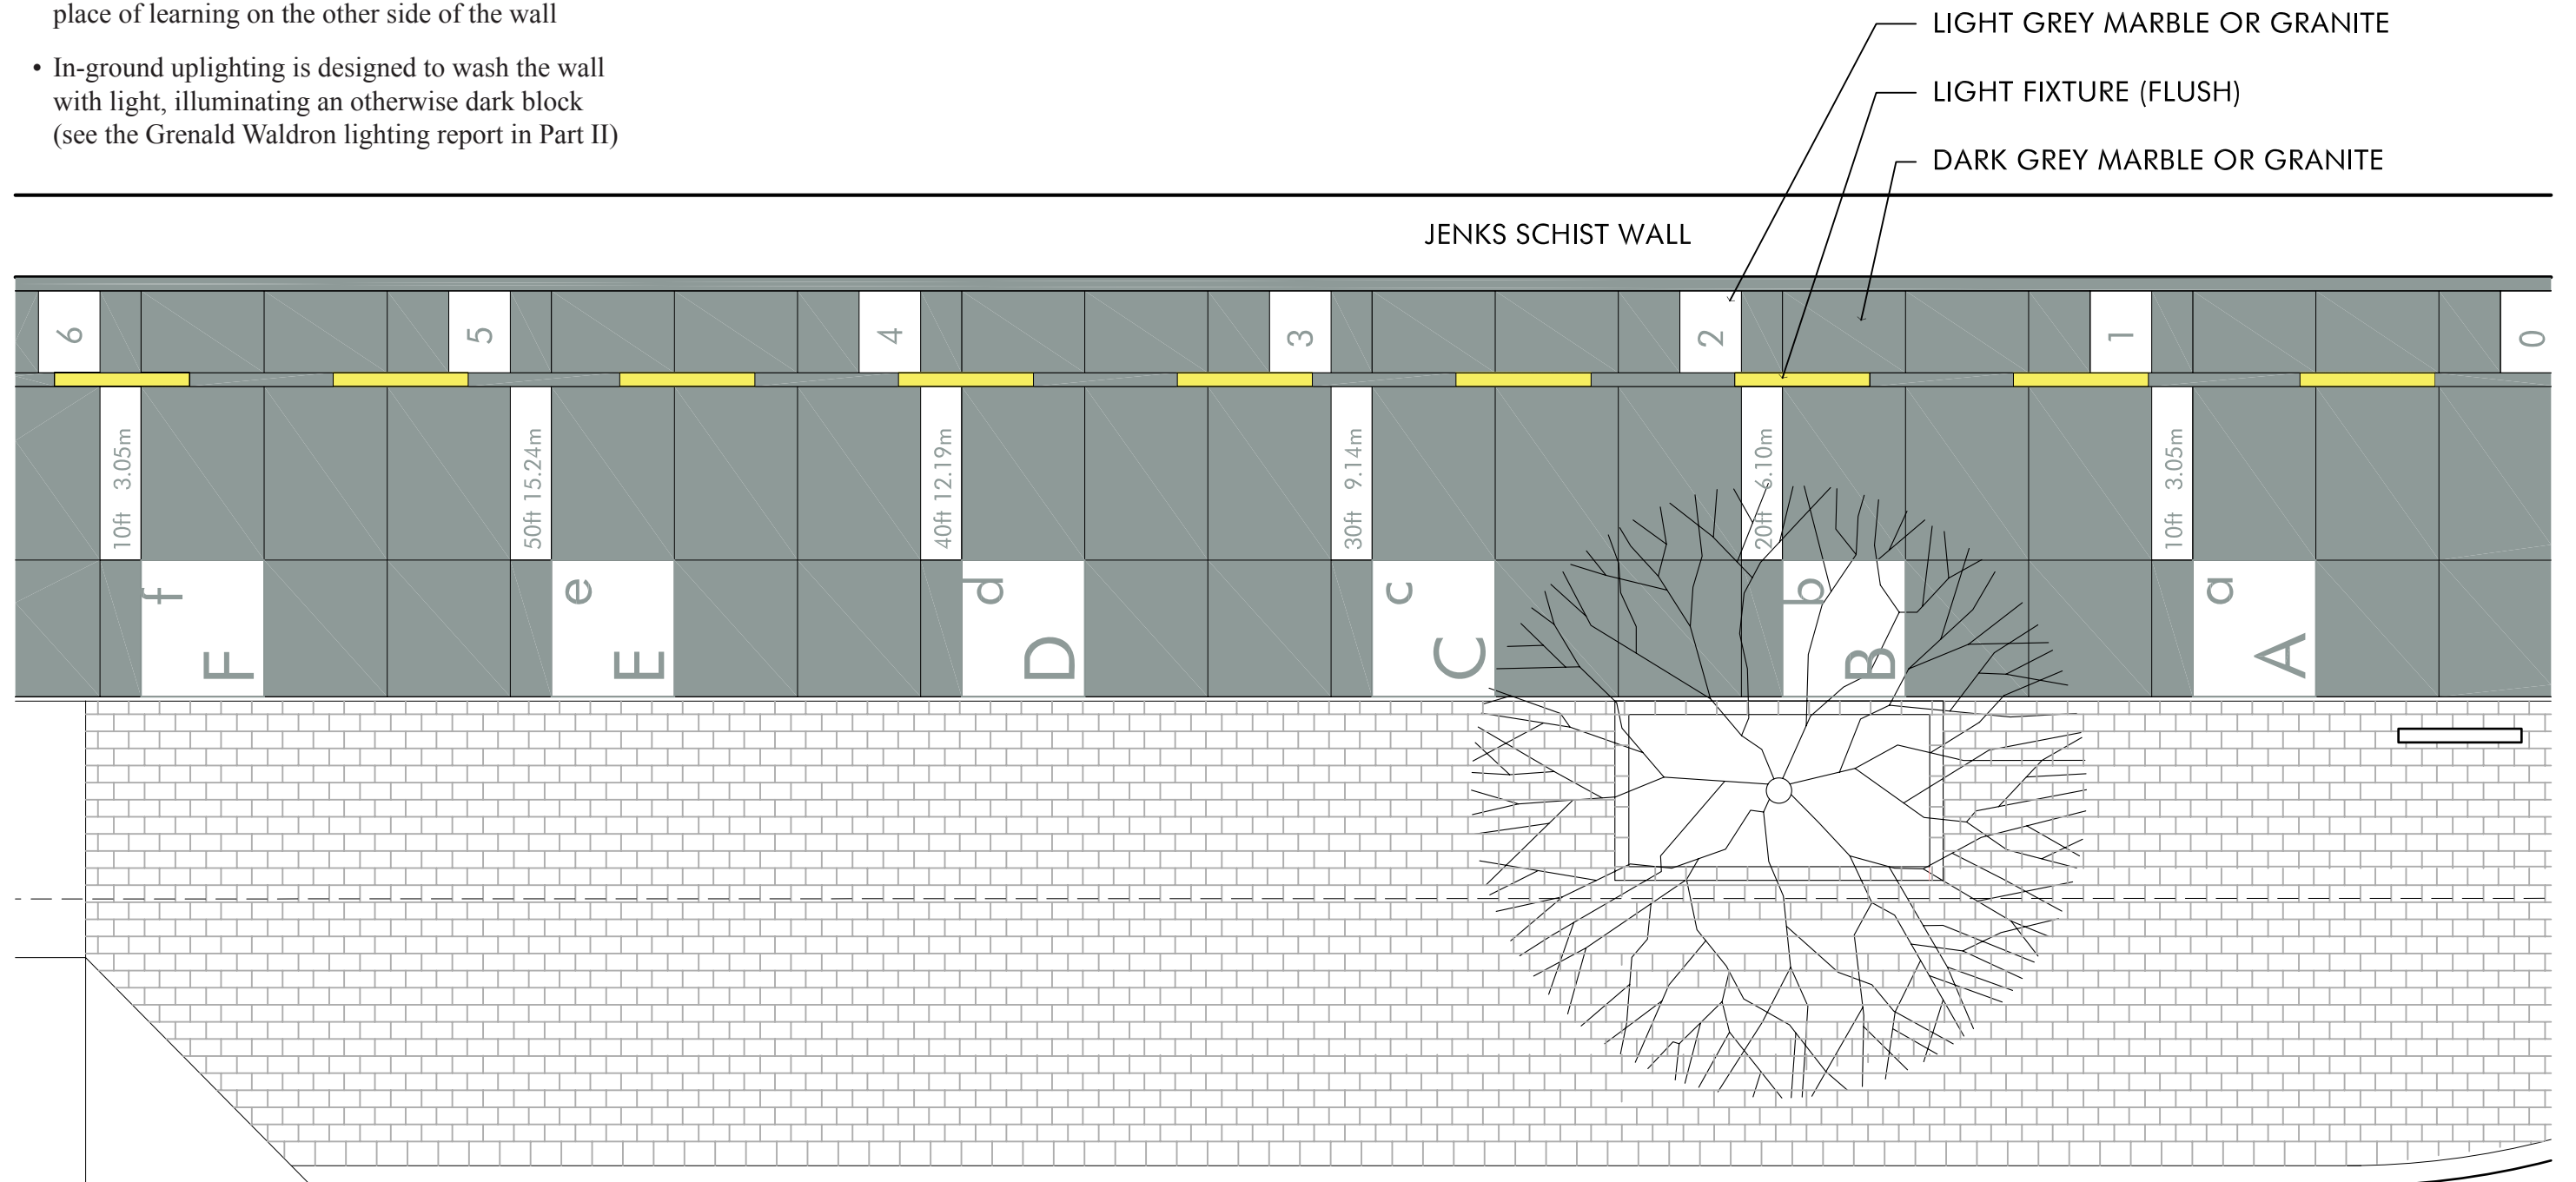 place of learning on the other side of the wall
• In-ground uplighting is designed to wash the wall
with light, illuminating an otherwise dark block
(see the Grenald Waldron lighting report in Part II)
LIGHT GREY MARBLE OR GRANITE
LIGHT FIXTURE (FLUSH)
DARK GREY MARBLE OR GRANITE
JENKS SCHIST WALL
6
5
4
3
2
1
0
10ft 3.05m
50ft 15.24m
40ft 12.19m
30ft 9.14m
20ft 6.10m
10ft 3.05m
f
F
e
E
d
D
c
C
b
B
a
A